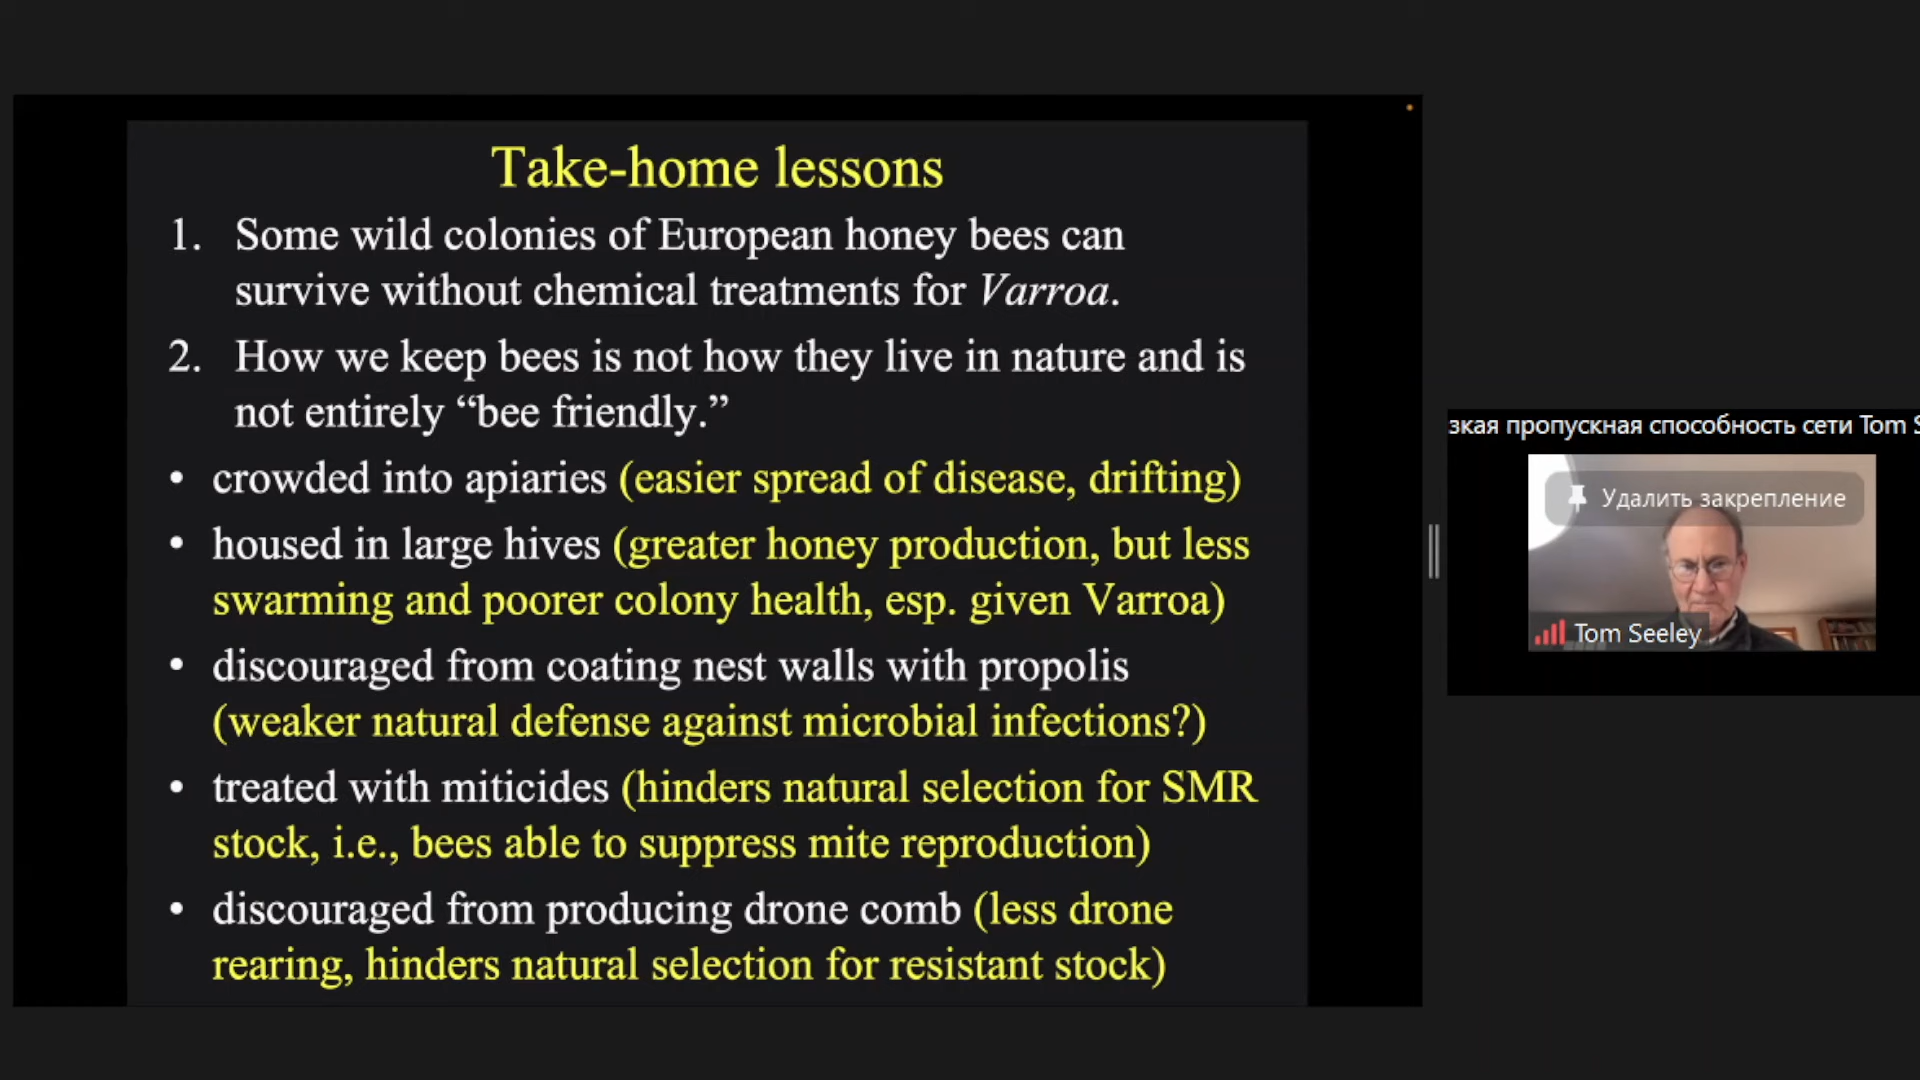 Take-home lessons
1. Some wild colonies of European honey bees can
survive without chemical treatments for Varroa.
2. How we keep bees is not how they live in nature and is
not entirely “bee friendly.”
• crowded into apiaries (easier spread of disease, drifting)
• housed in large hives (greater honey production, but less
swarming and poorer colony health, esp. given Varroa)
• discouraged from coating nest walls with propolis
(weaker natural defense against microbial infections?)
• treated with miticides (hinders natural selection for SMR
stock, i.e., bees able to suppress mite reproduction)
• discouraged from producing drone comb (less drone
rearing, hinders natural selection for resistant stock)
зкая пропускная способность сети Tom S
Удалить закрепление
Tom Seeley